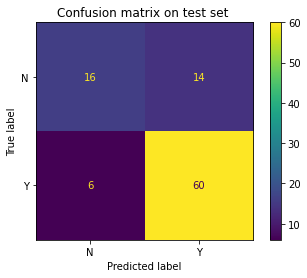 Confusion matrix on test set
True label
N
16
14
Y
6
60
N
Y
Predicted label
60
50
40
30
20
10